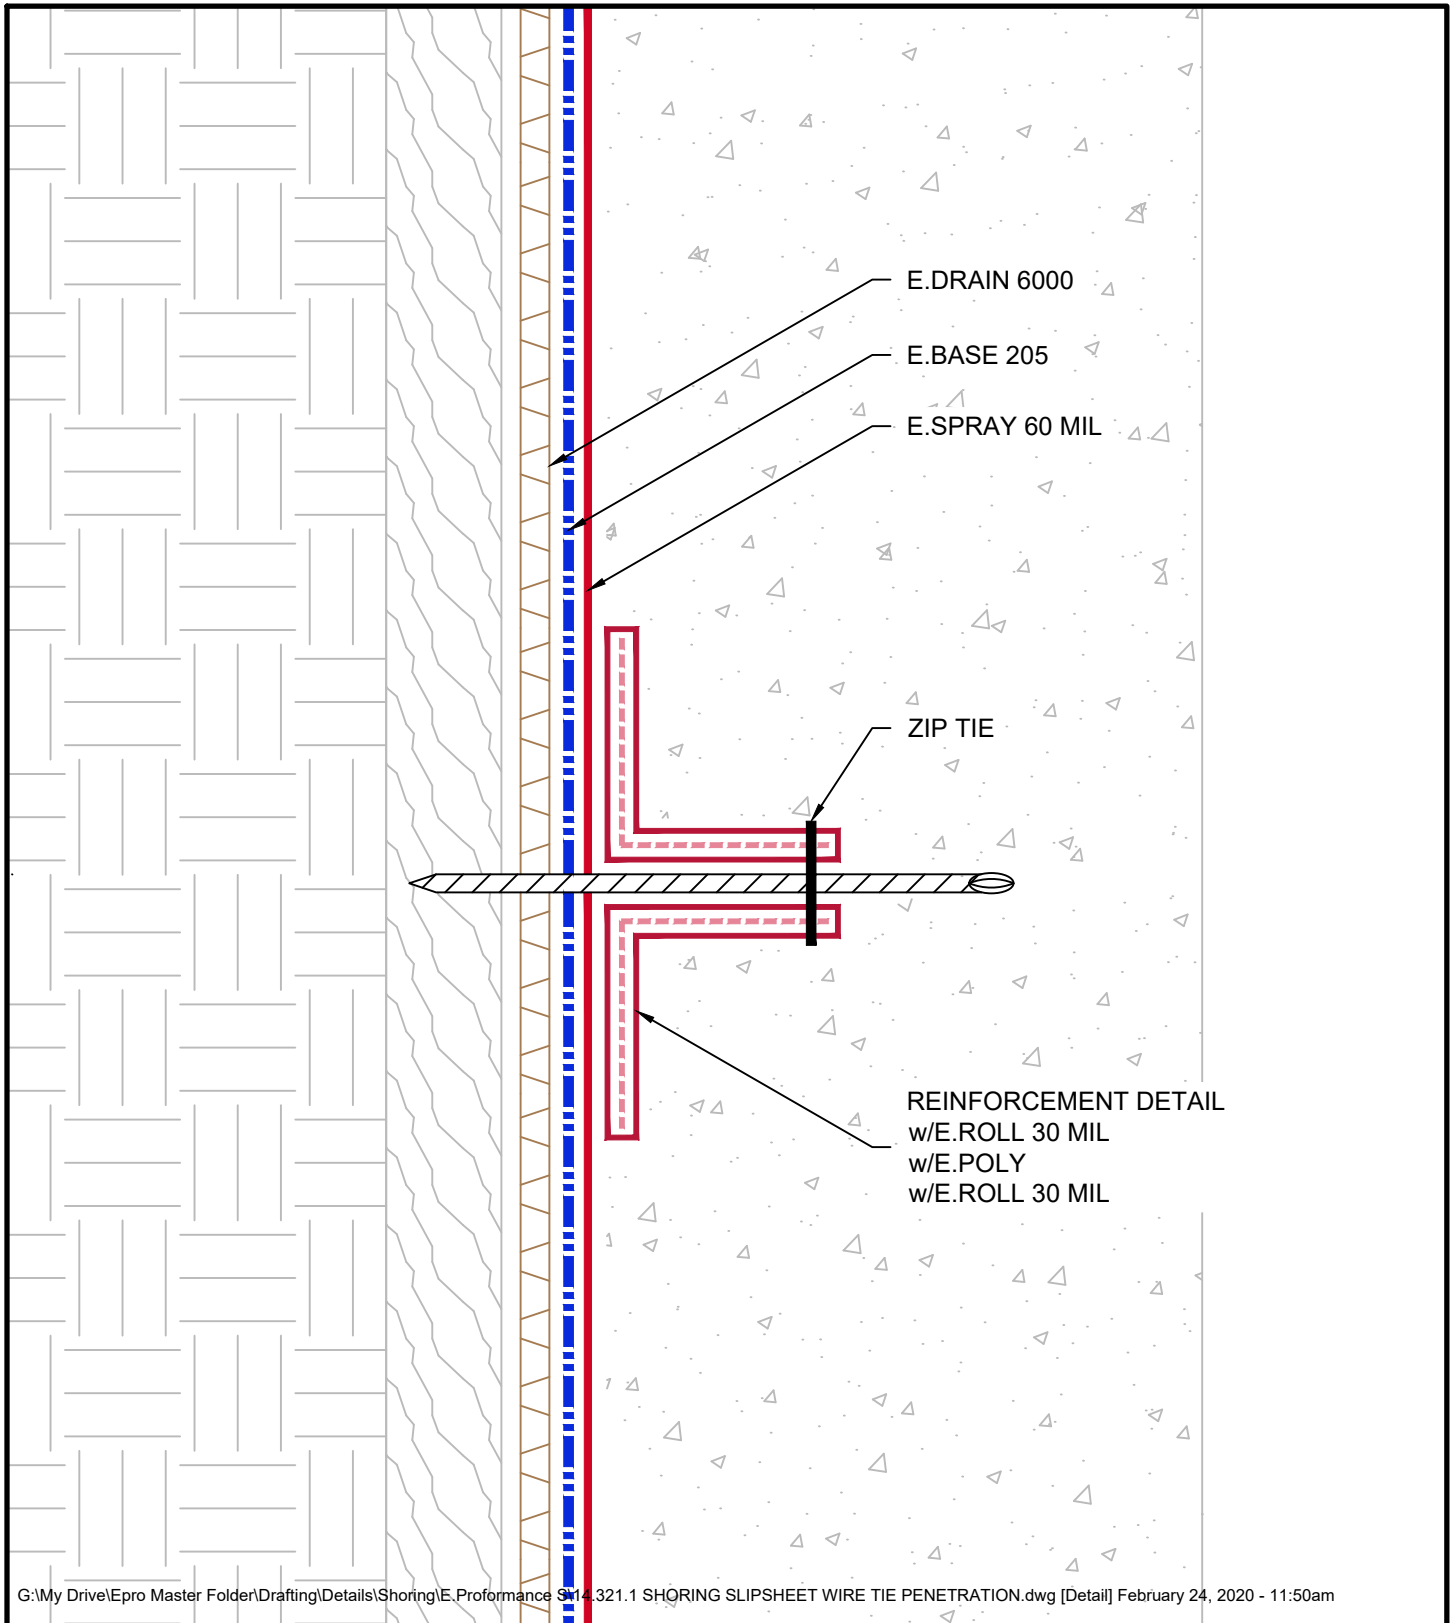 E.DRAIN 6000
E.BASE 205
E.SPRAY 60 MIL
ZIP TIE
REINFORCEMENT DETAIL
w/E.ROLL 30 MIL
w/E.POLY
w/E.ROLL 30 MIL
G:\My Drive\Epro Master Folder\Drafting\Details\Shoring\E.Proformance S\14.321.1 SHORING SLIPSHEET WIRE TIE PENETRATION.dwg [Detail] February 24, 2020 - 11:50am